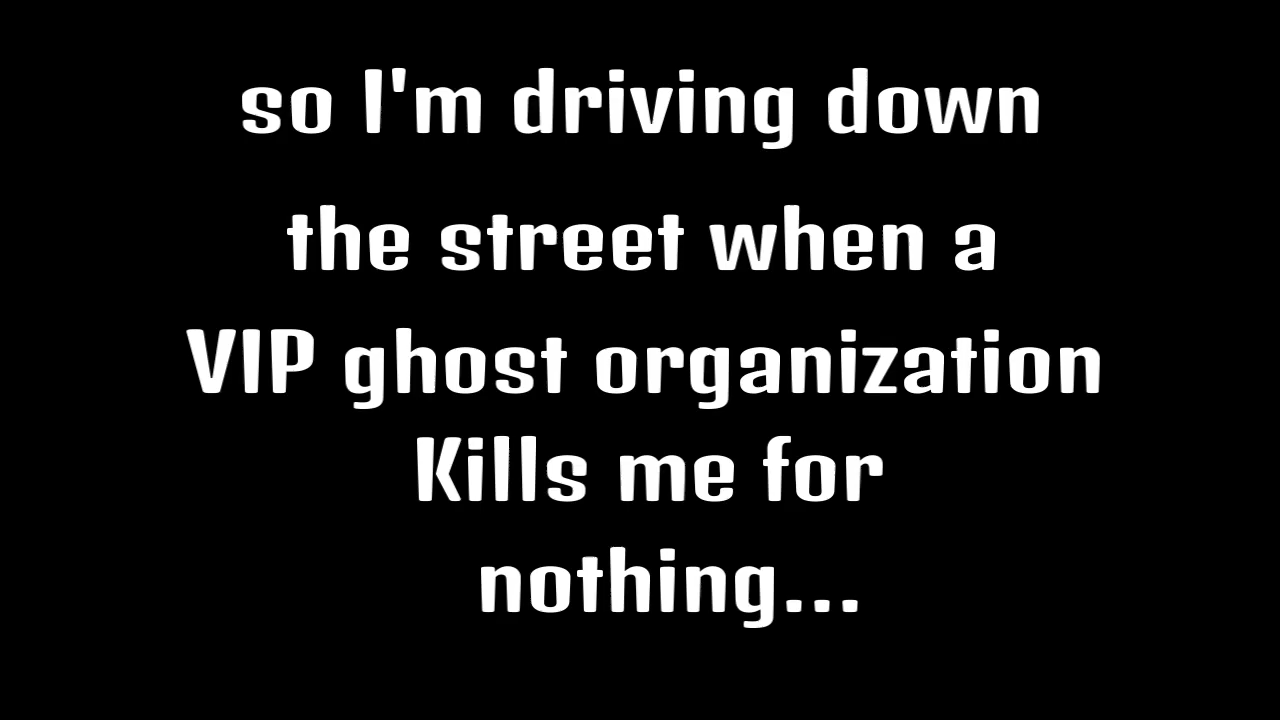 so I'm driving down
the street when a
VIP ghost organization
Kills me for
nothing...